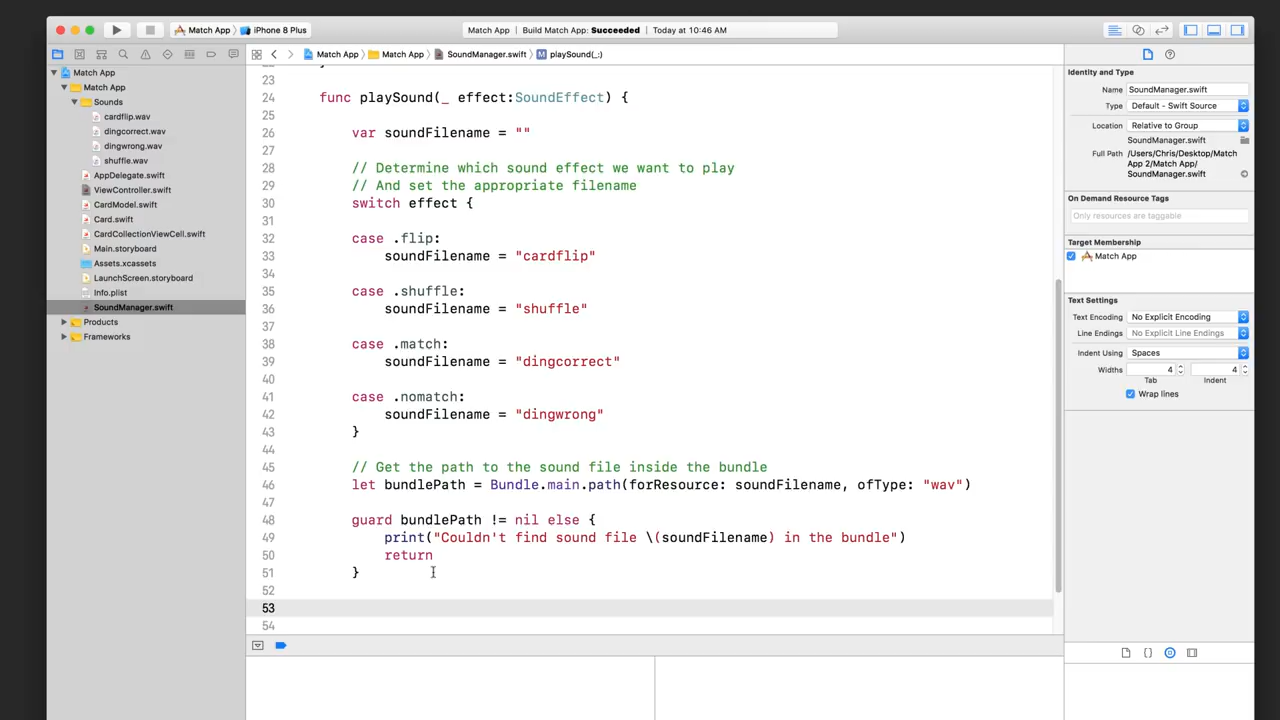 Match App
iPhone 8 Plus
Match App | Build Match App: Succeeded | Today at 10:46 AM
Match App
Match App
SoundManager.swift
M
playSound(_:)
Match App
Match App
Sounds
cardflip.wav
dingcorrect.wav
dingwrong.wav
shuffle.wav
AppDelegate.swift
ViewController.swift
CardModel.swift
Card.swift
CardCollectionViewCell.swift
Main.storyboard
Assets.xcassets
LaunchScreen.storyboard
Info.plist
SoundManager.swift
Products
Frameworks
23
24 func playSound(_ effect:SoundEffect) {
25
26 var soundFilename = ""
27
28 // Determine which sound effect we want to play
29 // And set the appropriate filename
30 switch effect {
31
32 case .flip:
33 soundFilename = "cardflip"
34
35 case .shuffle:
36 soundFilename = "shuffle"
37
38 case .match:
39 soundFilename = "dingcorrect"
40
41 case .nomatch:
42 soundFilename = "dingwrong"
43 }
44
45 // Get the path to the sound file inside the bundle
46 let bundlePath = Bundle.main.path(forResource: soundFilename, ofType: "wav")
47
48 guard bundlePath != nil else {
49 print("Couldn't find sound file \(soundFilename) in the bundle")
50 return
51 }
52
53
54
Identity and Type
Name SoundManager.swift
Type Default - Swift Source
Location Relative to Group
SoundManager.swift
Full Path /Users/Chris/Desktop/Match
App 2/Match App/
SoundManager.swift
On Demand Resource Tags
Only resources are taggable
Target Membership
Match App
Text Settings
Text Encoding No Explicit Encoding
Line Endings No Explicit Line Endings
Indent Using Spaces
Widths 4 4
Tab Indent
Wrap lines